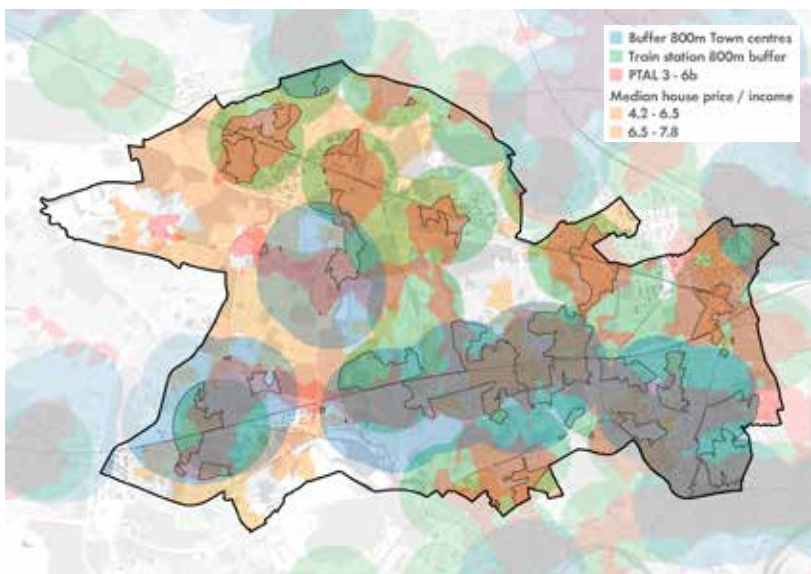 Buffer 800m Town centres
Train station 800m buffer
PTAL 3 - 6b
Median house price / income
4.2 - 6.5
6.5 - 7.8